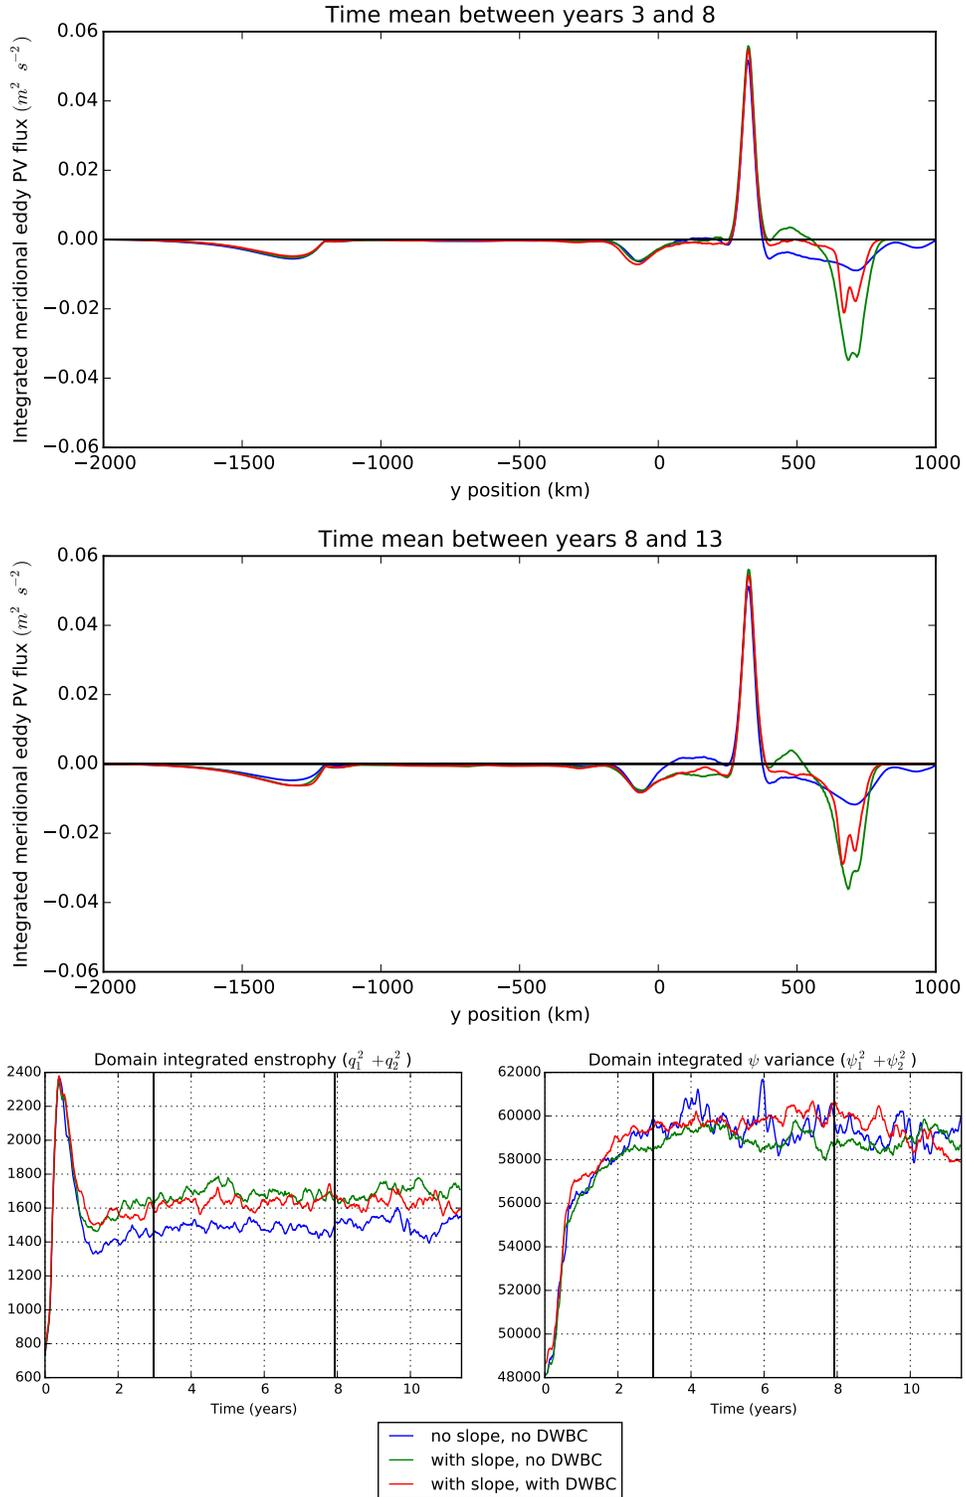 Time mean between years 3 and 8
Integrated meridional eddy PV flux (m² s⁻²)
0.06
0.04
0.02
0.00
−0.02
−0.04
−0.06
−2000 −1500 −1000 −500 0 500 1000
y position (km)
Time mean between years 8 and 13
Integrated meridional eddy PV flux (m² s⁻²)
0.06
0.04
0.02
0.00
−0.02
−0.04
−0.06
−2000 −1500 −1000 −500 0 500 1000
y position (km)
Domain integrated enstrophy (q₁² + q₂²)
2400
2200
2000
1800
1600
1400
1200
1000
800
600
0 2 4 6 8 10
Time (years)
Domain integrated ψ variance (ψ₁² + ψ₂²)
62000
60000
58000
56000
54000
52000
50000
48000
0 2 4 6 8 10
Time (years)
no slope, no DWBC
with slope, no DWBC
with slope, with DWBC